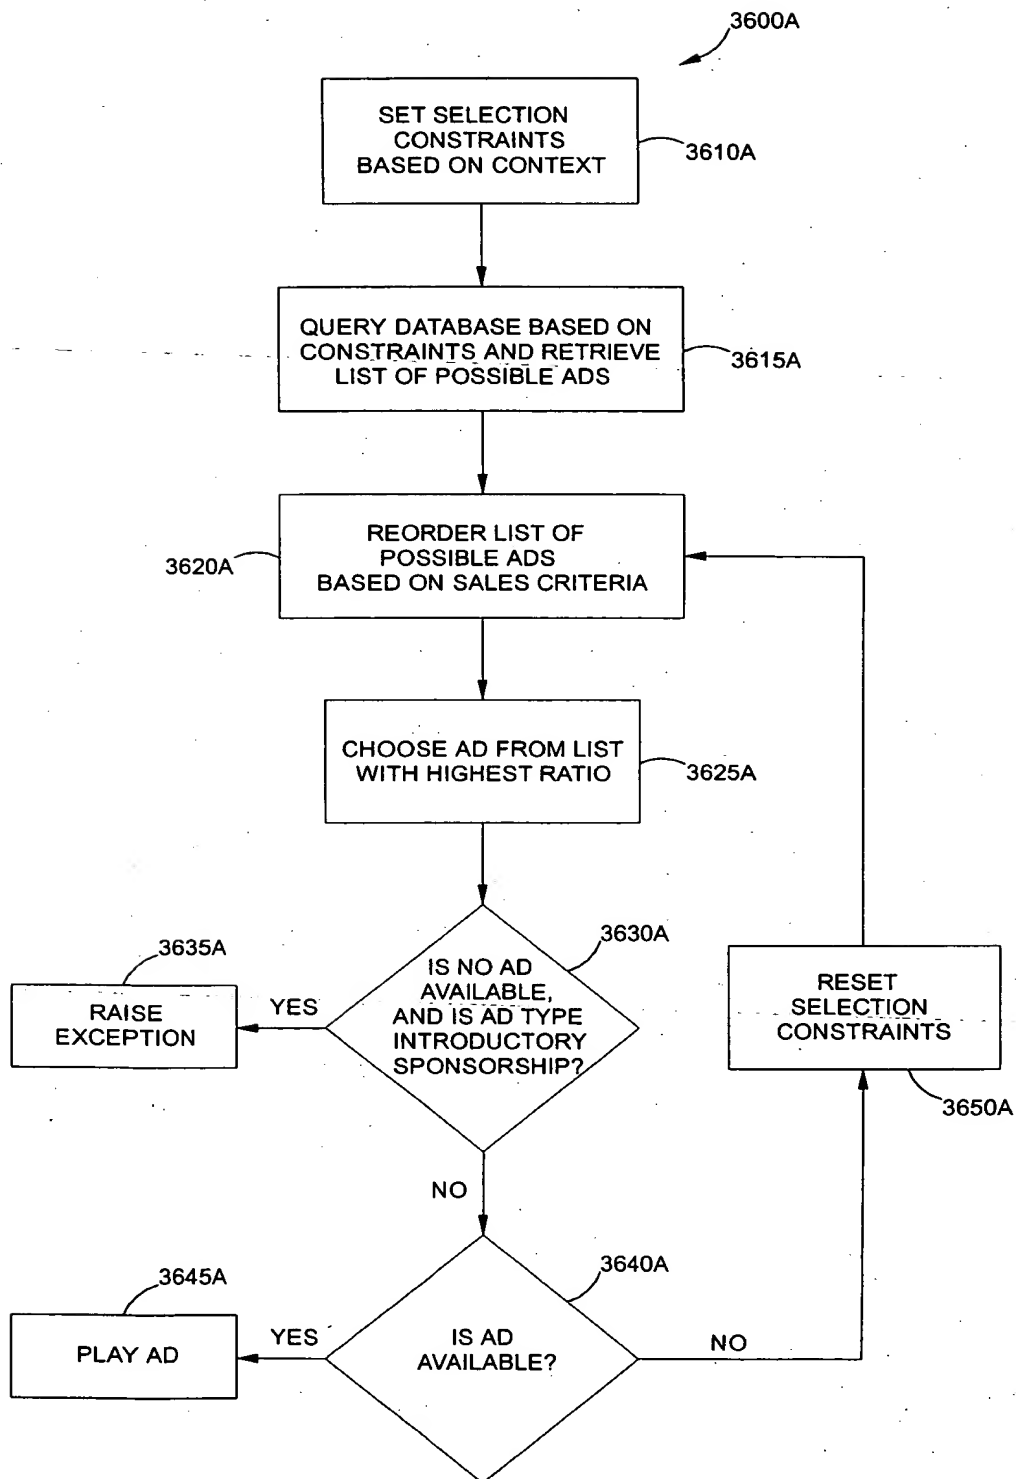 3600A
SET SELECTION
CONSTRAINTS
BASED ON CONTEXT
3610A
QUERY DATABASE BASED ON
CONSTRAINTS AND RETRIEVE
LIST OF POSSIBLE ADS
3615A
REORDER LIST OF
POSSIBLE ADS
BASED ON SALES CRITERIA
3620A
CHOOSE AD FROM LIST
WITH HIGHEST RATIO
3625A
IS NO AD
AVAILABLE,
AND IS AD TYPE
INTRODUCTORY
SPONSORSHIP?
3630A
YES
3635A
RAISE
EXCEPTION
RESET
SELECTION
CONSTRAINTS
3650A
NO
IS AD
AVAILABLE?
3640A
YES
3645A
PLAY AD
NO